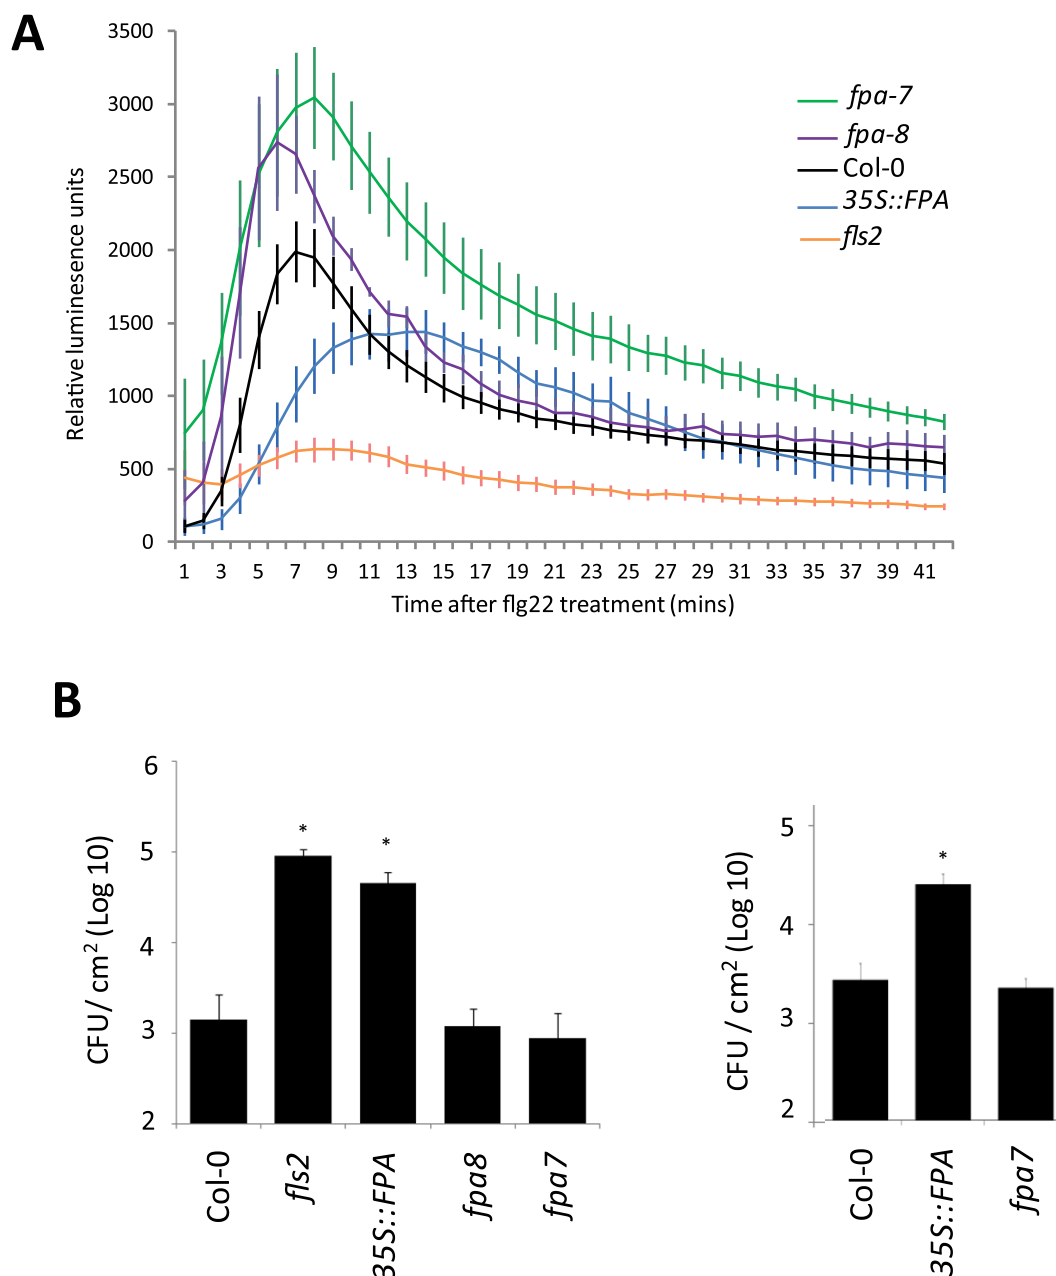 A
3500
3000
2500
2000
1500
1000
500
0
Relative luminesence units
fpa-7
fpa-8
Col-0
35S::FPA
fls2
1 3 5 7 9 11 13 15 17 19 21 23 25 27 29 31 33 35 37 39 41
Time after flg22 treatment (mins)
B
6
5
4
3
2
CFU/ cm2 (Log 10)
* *
Col-0 fls2 35S::FPA fpa8 fpa7
5
4
3
2
CFU / cm2 (Log 10)
*
Col-0 35S::FPA fpa7